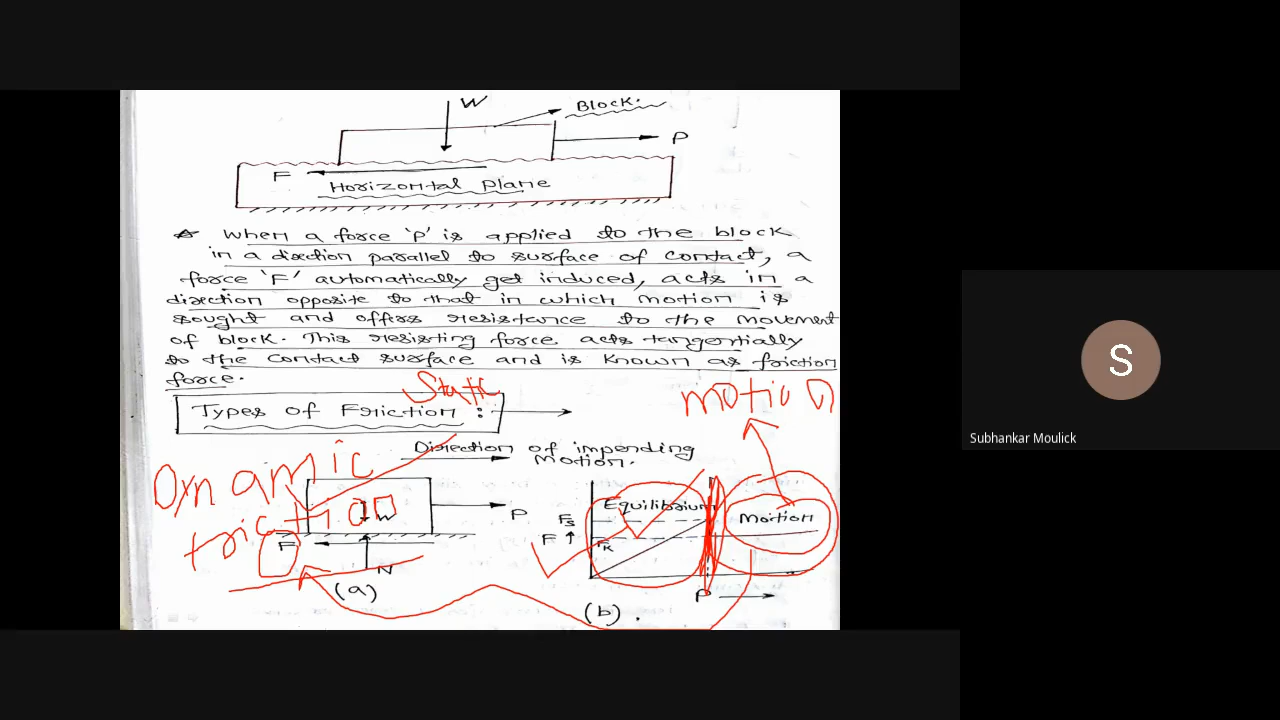 W
Block.
P
F
Horizontal Plane
When a force 'P' is applied to the block
in a direction parallel to surface of contact, a
force 'F' automatically get induced, acts in a
direction opposite to that in which motion is
sought and offers resistance to the movement
of block. This resisting force acts tangentially
to the contact surface and is known as friction
force.
Static
motion
Types of Friction :
Direction of impending
motion.
Dynamic
friction
W
P
F
N
(a)
Equilibrium
Motion
Fs
F
FK
P
(b) .
S
Subhankar Moulick